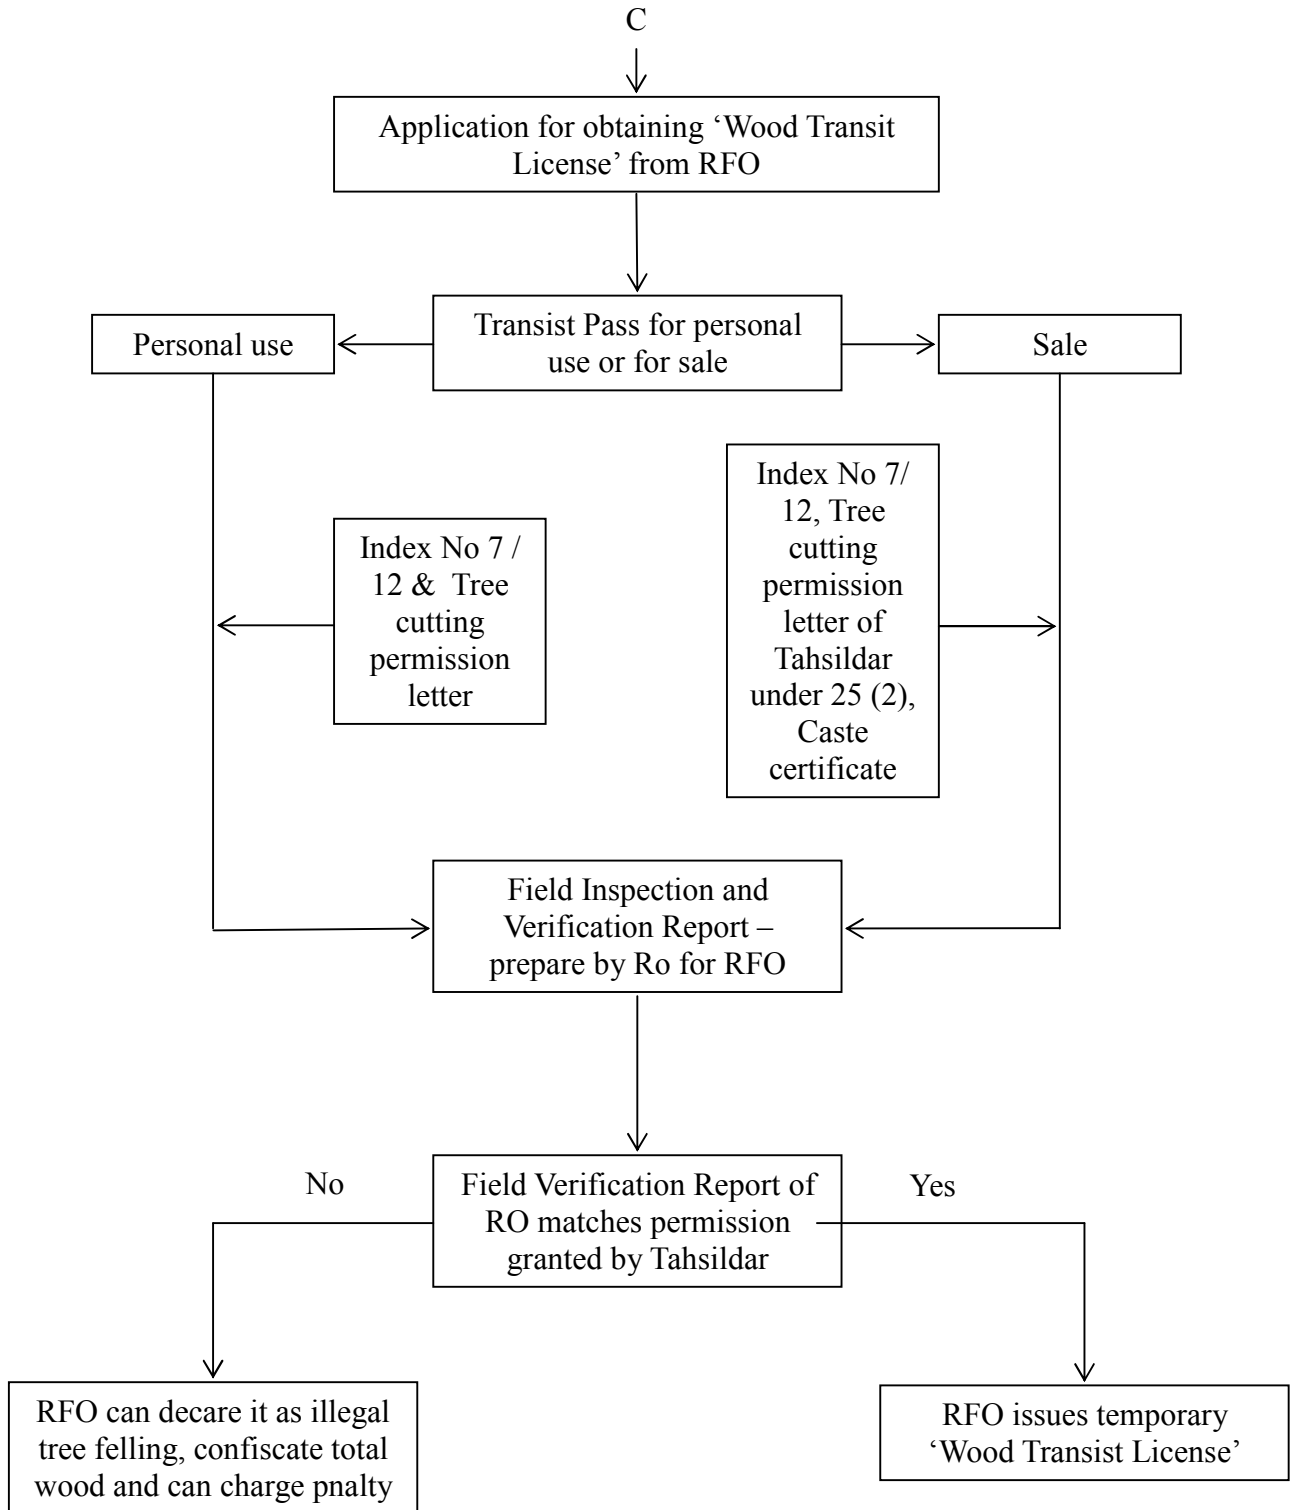 C
Application for obtaining ‘Wood Transit
License’ from RFO
Personal use
Transist Pass for personal
use or for sale
Sale
Index No 7 /
12 &  Tree
cutting
permission
letter
Index No 7/
12, Tree
cutting
permission
letter of
Tahsildar
under 25 (2),
Caste
certificate
Field Inspection and
Verification Report –
prepare by Ro for RFO
No
Field Verification Report of
RO matches permission
granted by Tahsildar
Yes
RFO can decare it as illegal
tree felling, confiscate total
wood and can charge pnalty
RFO issues temporary
‘Wood Transist License’